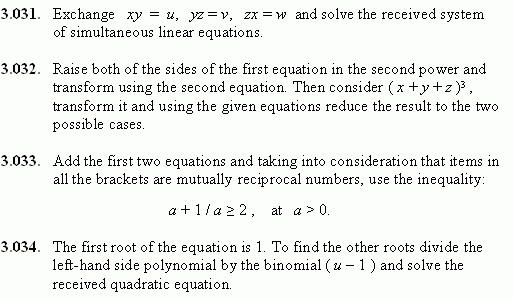 3.031. Exchange xy = u, yz = v, zx = w and solve the received system
of simultaneous linear equations.
3.032. Raise both of the sides of the first equation in the second power and
transform using the second equation. Then consider ( x + y + z )³ ,
transform it and using the given equations reduce the result to the two
possible cases.
3.033. Add the first two equations and taking into consideration that items in
all the brackets are mutually reciprocal numbers, use the inequality:
a + 1 / a ≥ 2 , at a > 0.
3.034. The first root of the equation is 1. To find the other roots divide the
left-hand side polynomial by the binomial ( u − 1 ) and solve the
received quadratic equation.